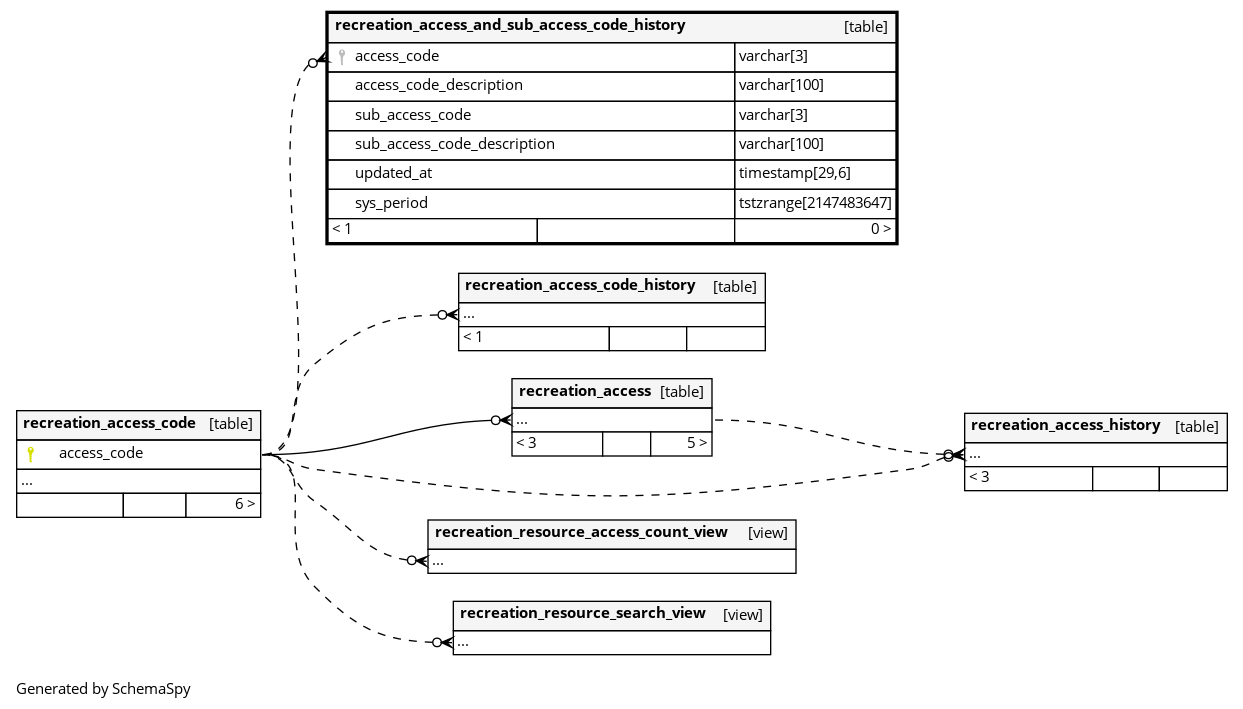 recreation_access_and_sub_access_code_history [table]
access_code varchar[3]
access_code_description varchar[100]
sub_access_code varchar[3]
sub_access_code_description varchar[100]
updated_at timestamp[29,6]
sys_period tstzrange[2147483647]
< 1 0 >
recreation_access_code_history [table]
...
< 1
recreation_access [table]
...
< 3 5 >
recreation_access_code [table]
access_code
...
6 >
recreation_access_history [table]
...
< 3
recreation_resource_access_count_view [view]
...
recreation_resource_search_view [view]
...
Generated by SchemaSpy